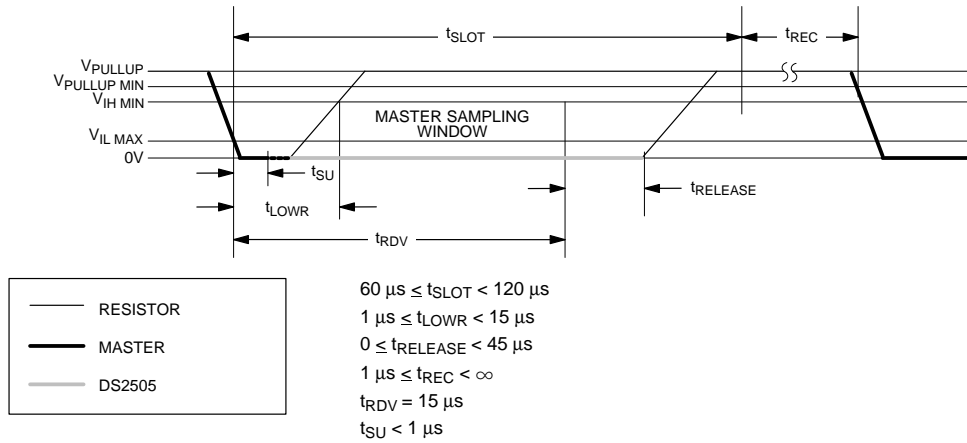 tSLOT
tREC
VPULLUP
VPULLUP MIN
VIH MIN
MASTER SAMPLING
WINDOW
VIL MAX
0V
tSU
tRELEASE
tLOWR
tRDV
RESISTOR
MASTER
DS2505
60 μs ≤ tSLOT < 120 μs
1 μs ≤ tLOWR < 15 μs
0 ≤ tRELEASE < 45 μs
1 μs ≤ tREC < ∞
tRDV = 15 μs
tSU < 1 μs